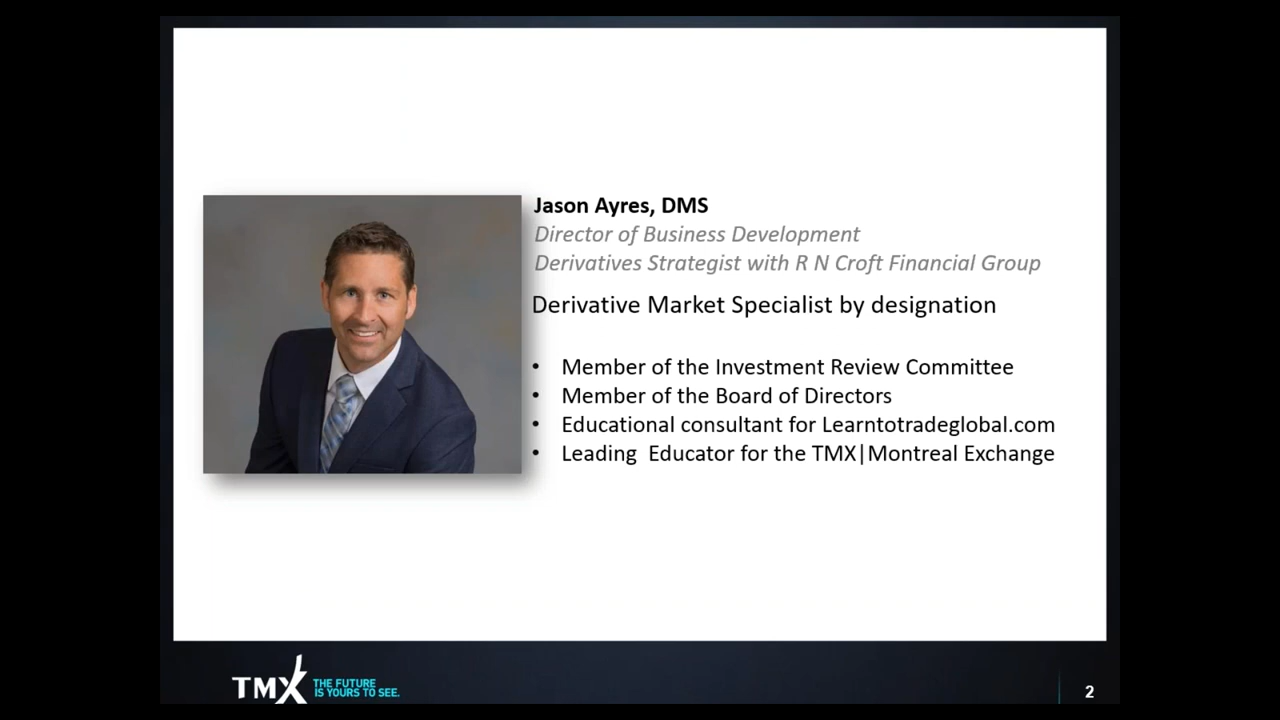 Jason Ayres, DMS
Director of Business Development
Derivatives Strategist with R N Croft Financial Group
Derivative Market Specialist by designation
• Member of the Investment Review Committee
• Member of the Board of Directors
• Educational consultant for Learntotradeglobal.com
• Leading  Educator for the TMX|Montreal Exchange
TMX THE FUTURE
IS YOURS TO SEE.
2